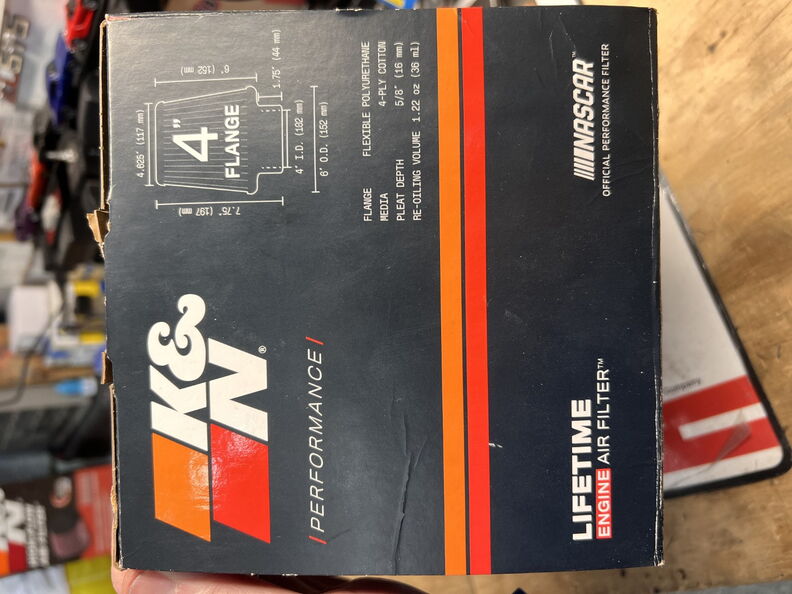 K&N®
/PERFORMANCE/
4.625" (117 mm)
6" (152 mm)
1.75" (44 mm)
7.75" (197 mm)
4"
FLANGE
4" I.D. (102 mm)
6" O.D. (152 mm)
FLANGE FLEXIBLE POLYURETHANE
MEDIA 4-PLY COTTON
PLEAT DEPTH 5/8" (16 mm)
RE-OILING VOLUME 1.22 oz (36 ml)
LIFETIME
ENGINE AIR FILTER™
NASCAR
OFFICIAL PERFORMANCE FILTER
Company